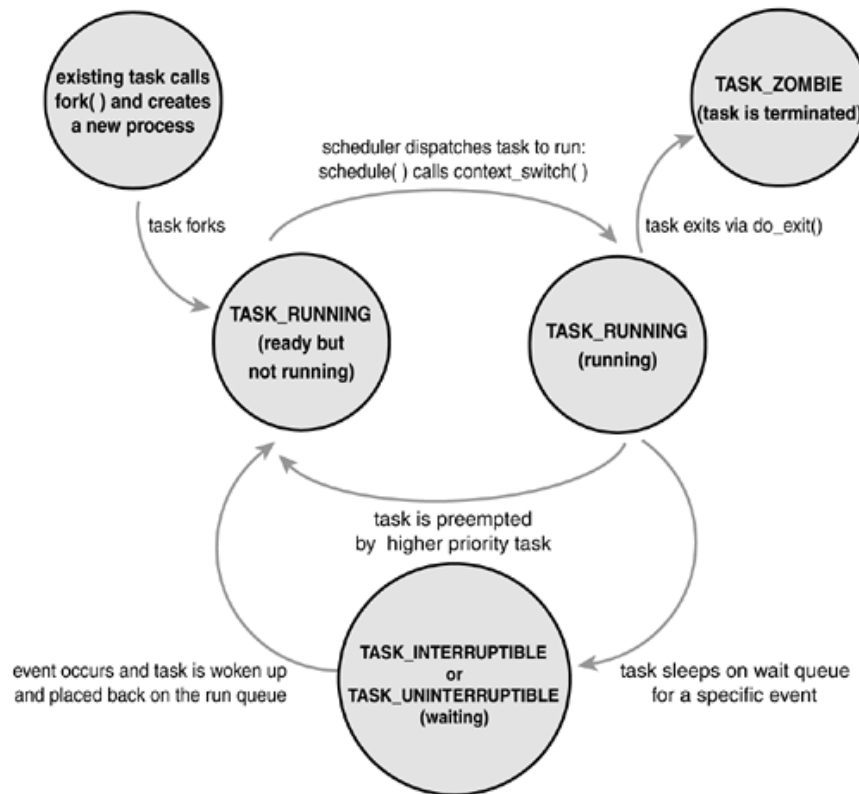 existing task calls
fork( ) and creates
a new process
TASK_ZOMBIE
(task is terminated)
scheduler dispatches task to run:
schedule( ) calls context_switch( )
task forks
task exits via do_exit()
TASK_RUNNING
(ready but
not running)
TASK_RUNNING
(running)
task is preempted
by higher priority task
TASK_INTERRUPTIBLE
or
TASK_UNINTERRUPTIBLE
(waiting)
event occurs and task is woken up
and placed back on the run queue
task sleeps on wait queue
for a specific event